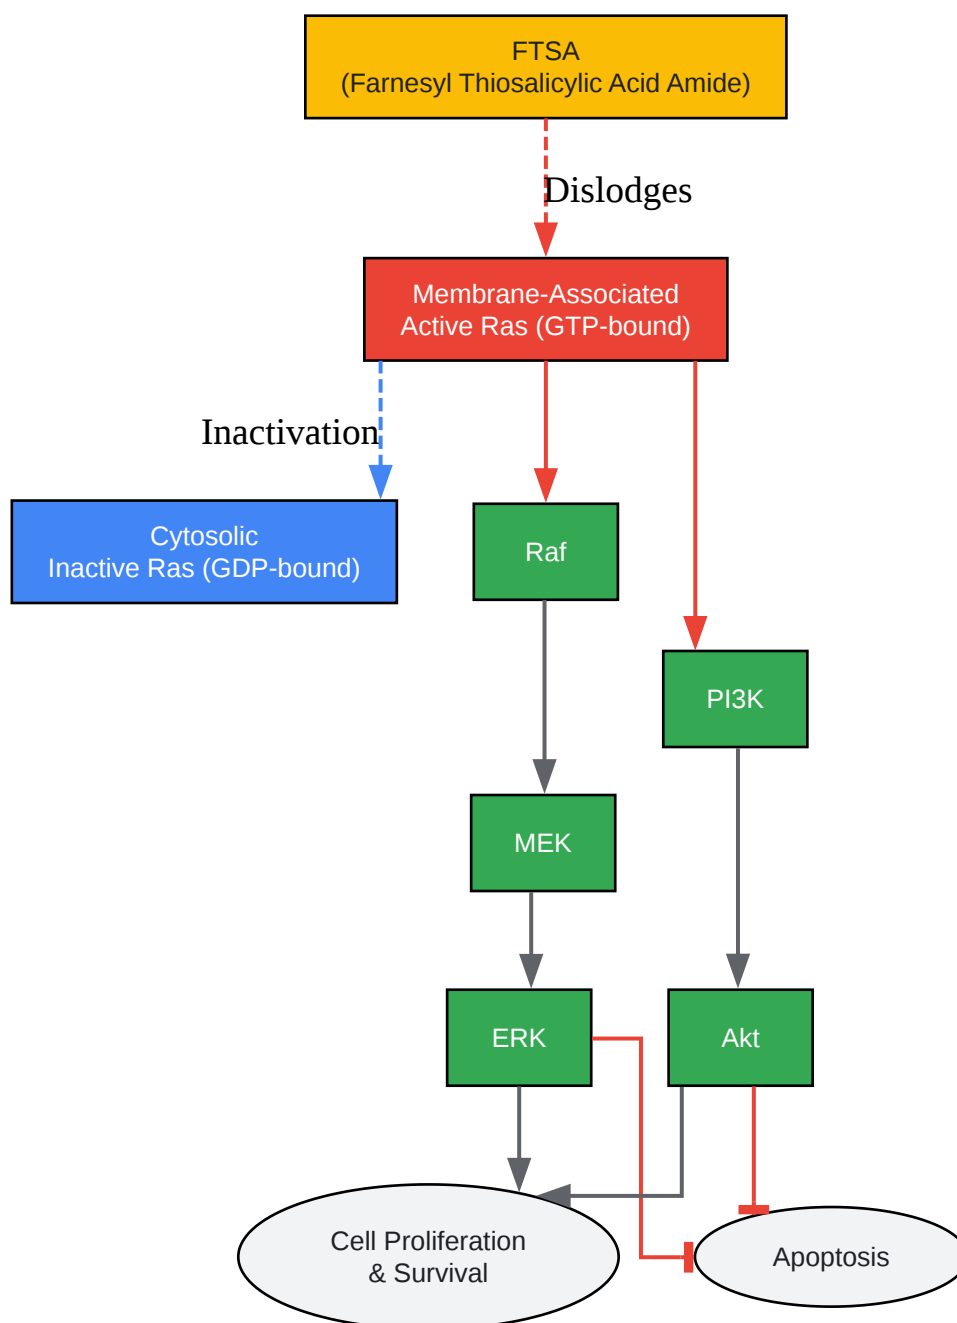 FTSA
(Farnesyl Thiosalicylic Acid Amide)
Dislodges
Membrane-Associated
Active Ras (GTP-bound)
Inactivation
Cytosolic
Inactive Ras (GDP-bound)
Raf
PI3K
MEK
ERK
Akt
Cell Proliferation
& Survival
Apoptosis